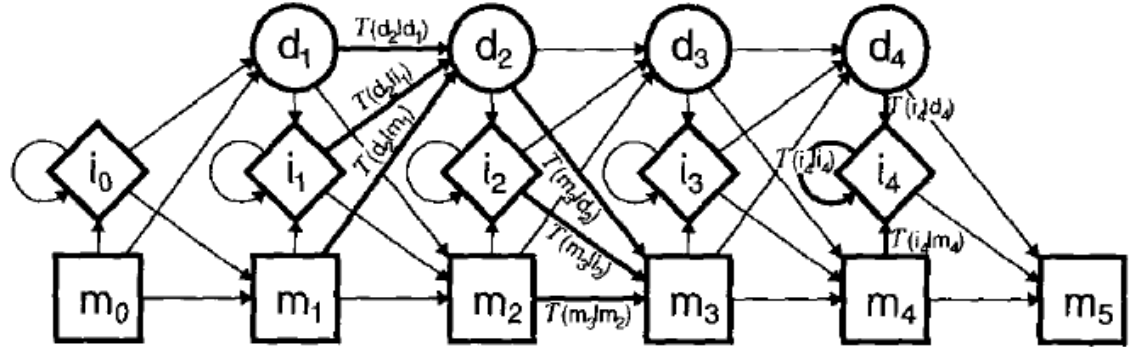 T(d₂|d₁)
d₁ d₂ d₃ d₄
T(d₂|i₁)
T(d₂|m₁)
T(i₄|d₄)
T(i₄|i₄)
i₀ i₁ i₂ i₃ i₄
T(m₃|d₂)
T(m₃|i₂)
T(i₄|m₄)
m₀ m₁ m₂ m₃ m₄ m₅
T(m₃|m₂)